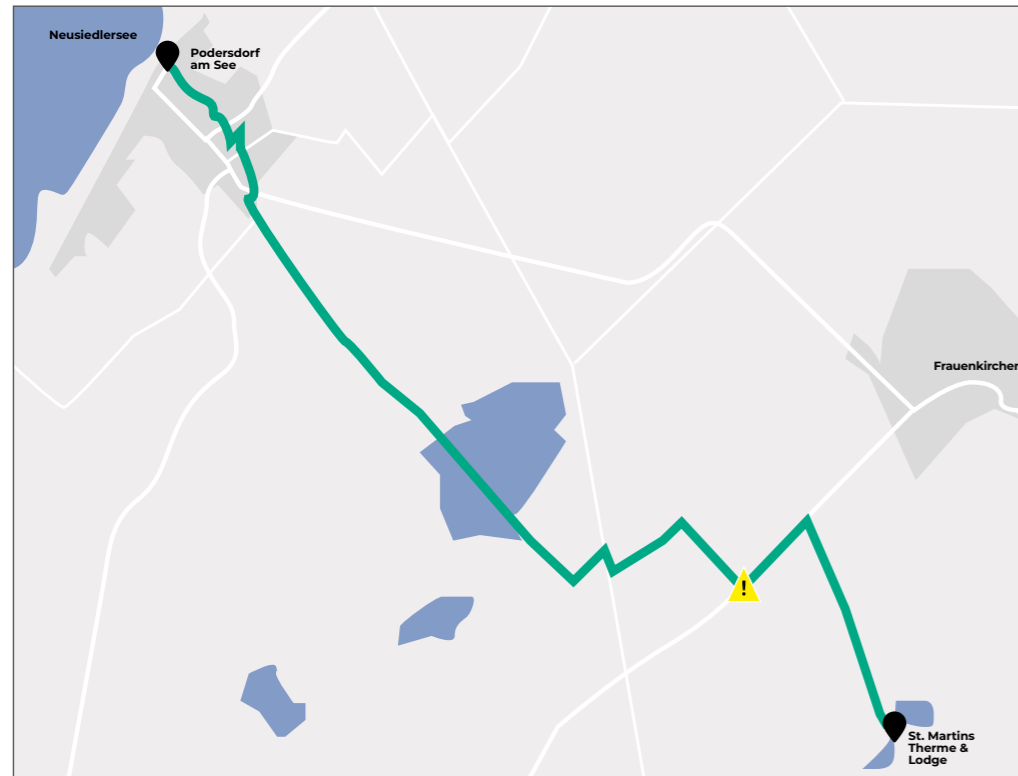 Neusiedlersee
Podersdorf
am See
Frauenkirchen
!
St. Martins
Therme &
Lodge